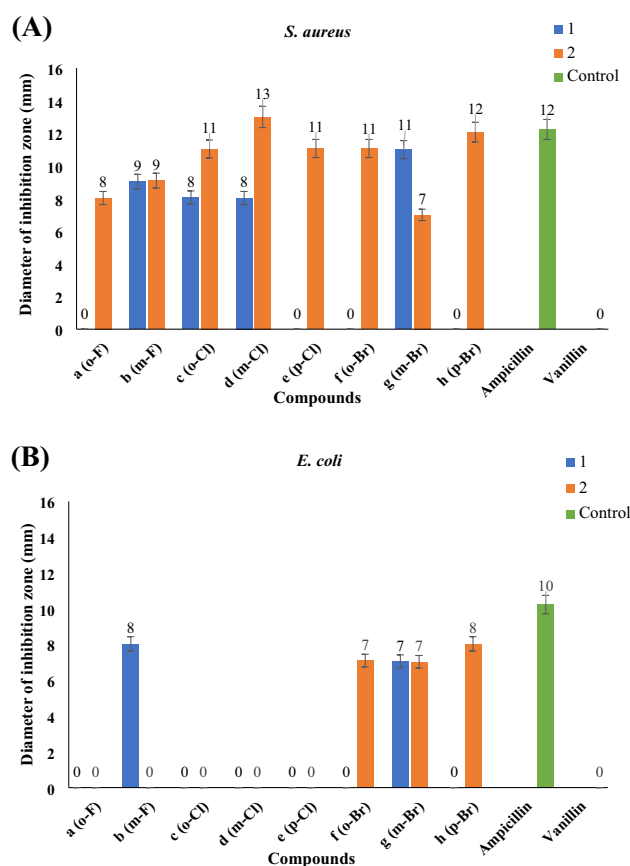 (A)
S. aureus
1
2
Control
Diameter of inhibition zone (mm)
16
14
12
10
8
6
4
2
0
0 8 9 9 8 11 8 13 0 11 0 11 11 7 0 12 12 0
a (o-F) b (m-F) c (o-Cl) d (m-Cl) e (p-Cl) f (o-Br) g (m-Br) h (p-Br) Ampicillin Vanillin
Compounds
(B)
E. coli
1
2
Control
Diameter of inhibition zone (mm)
16
14
12
10
8
6
4
2
0
0 0 8 0 0 0 0 0 0 0 0 7 7 7 0 8 10 0
a (o-F) b (m-F) c (o-Cl) d (m-Cl) e (p-Cl) f (o-Br) g (m-Br) h (p-Br) Ampicillin Vanillin
Compounds